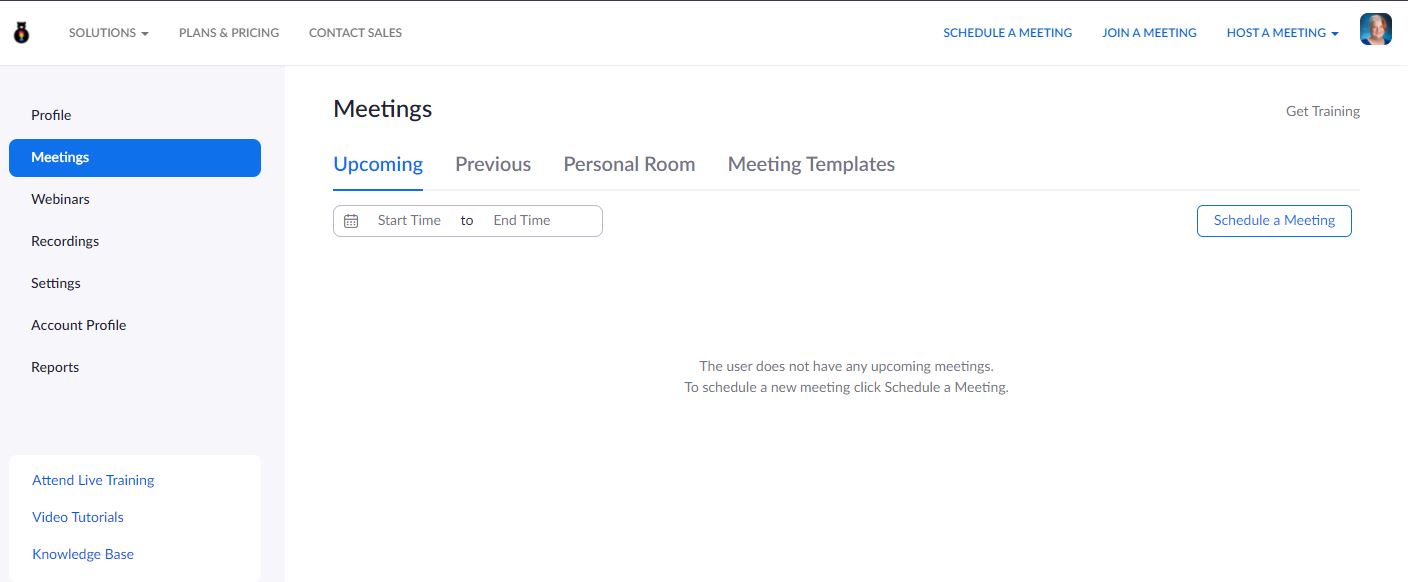 SOLUTIONS PLANS & PRICING CONTACT SALES SCHEDULE A MEETING JOIN A MEETING HOST A MEETING
Profile
Meetings
Webinars
Recordings
Settings
Account Profile
Reports
Attend Live Training
Video Tutorials
Knowledge Base
Meetings
Get Training
Upcoming Previous Personal Room Meeting Templates
Start Time to End Time
Schedule a Meeting
The user does not have any upcoming meetings.
To schedule a new meeting click Schedule a Meeting.